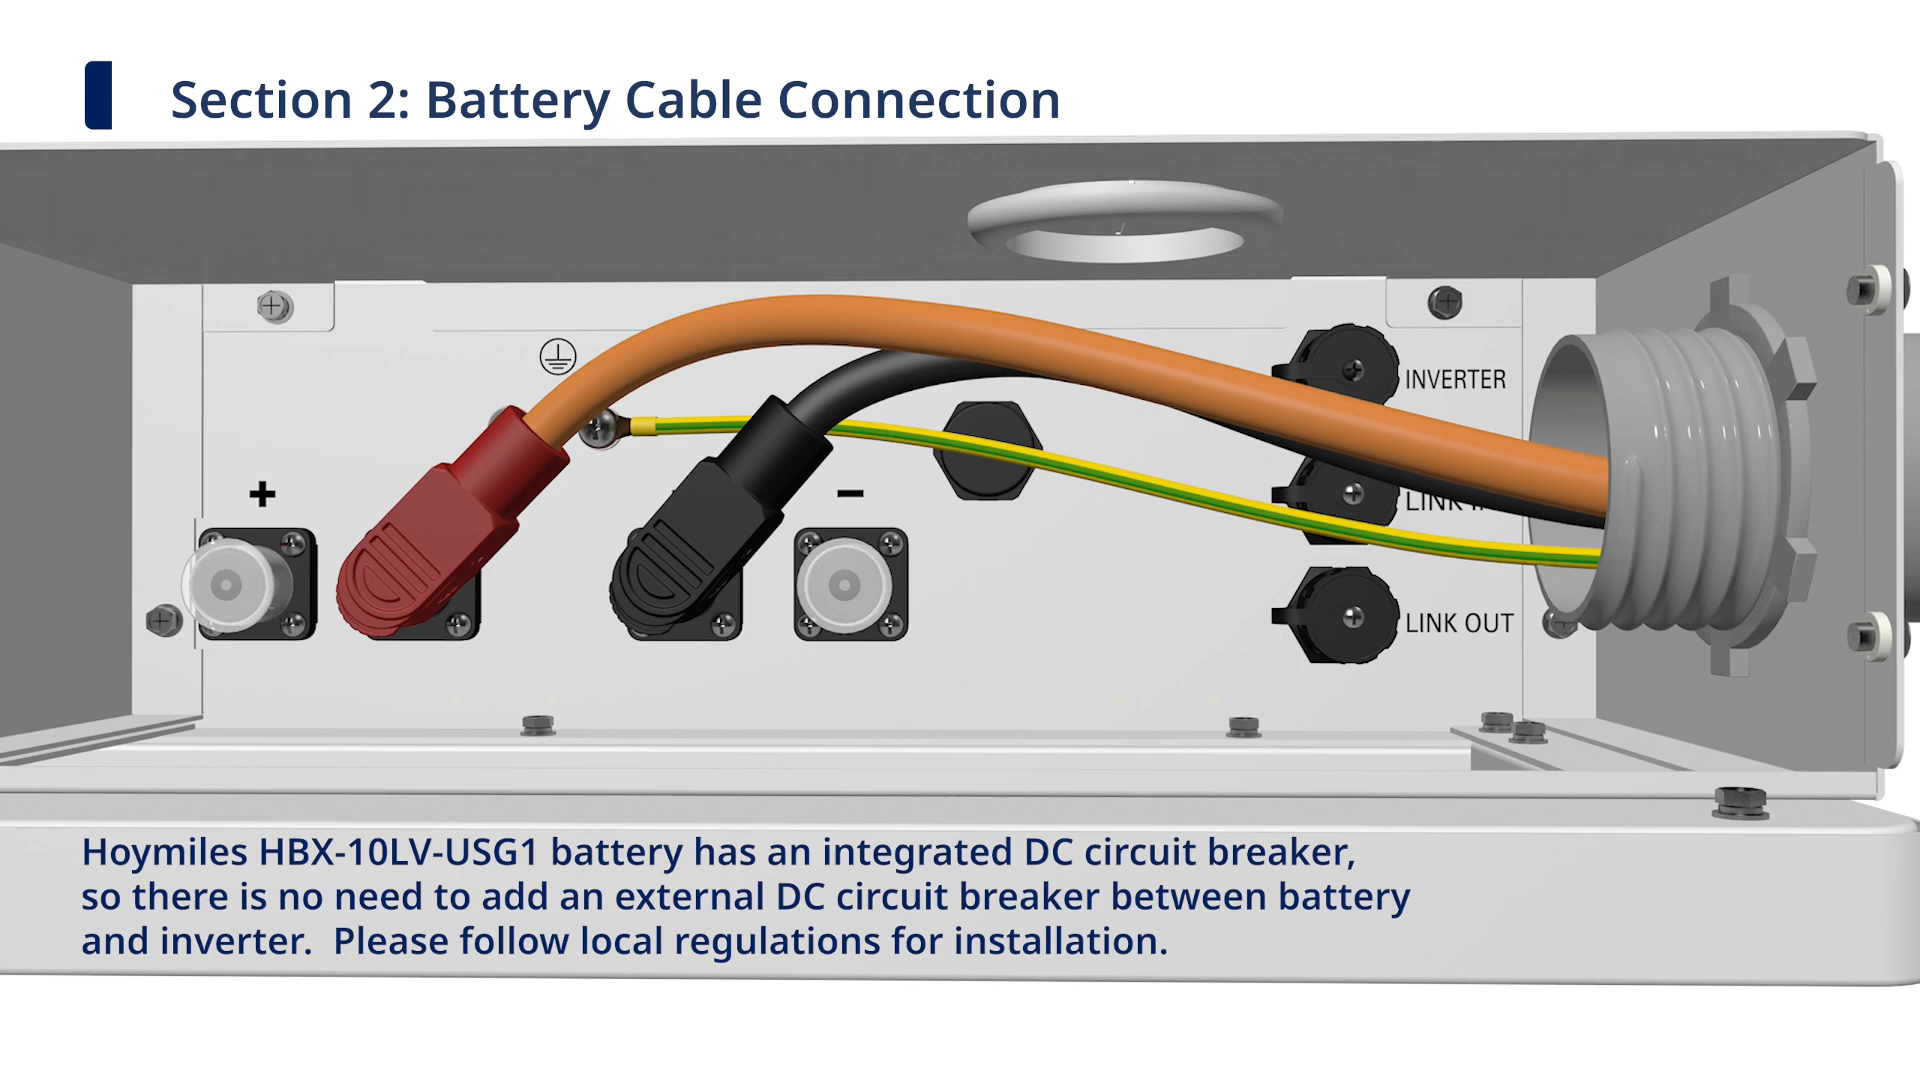 Section 2: Battery Cable Connection
+
−
INVERTER
LINK
LINK OUT
Hoymiles HBX-10LV-USG1 battery has an integrated DC circuit breaker,
so there is no need to add an external DC circuit breaker between battery
and inverter. Please follow local regulations for installation.